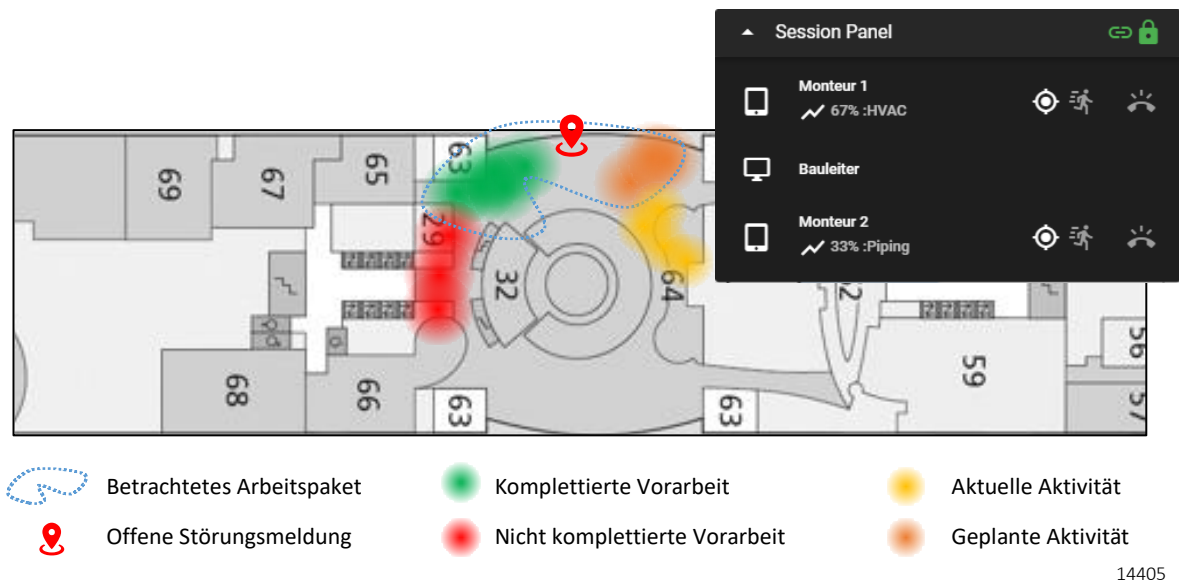 Session Panel
Monteur 1
67% :HVAC
Bauleiter
Monteur 2
33% :Piping
69
67
65
63
29
32
64
68
66
63
63
59
56
57
Betrachtetes Arbeitspaket
Komplettierte Vorarbeit
Aktuelle Aktivität
Offene Störungsmeldung
Nicht komplettierte Vorarbeit
Geplante Aktivität
14405